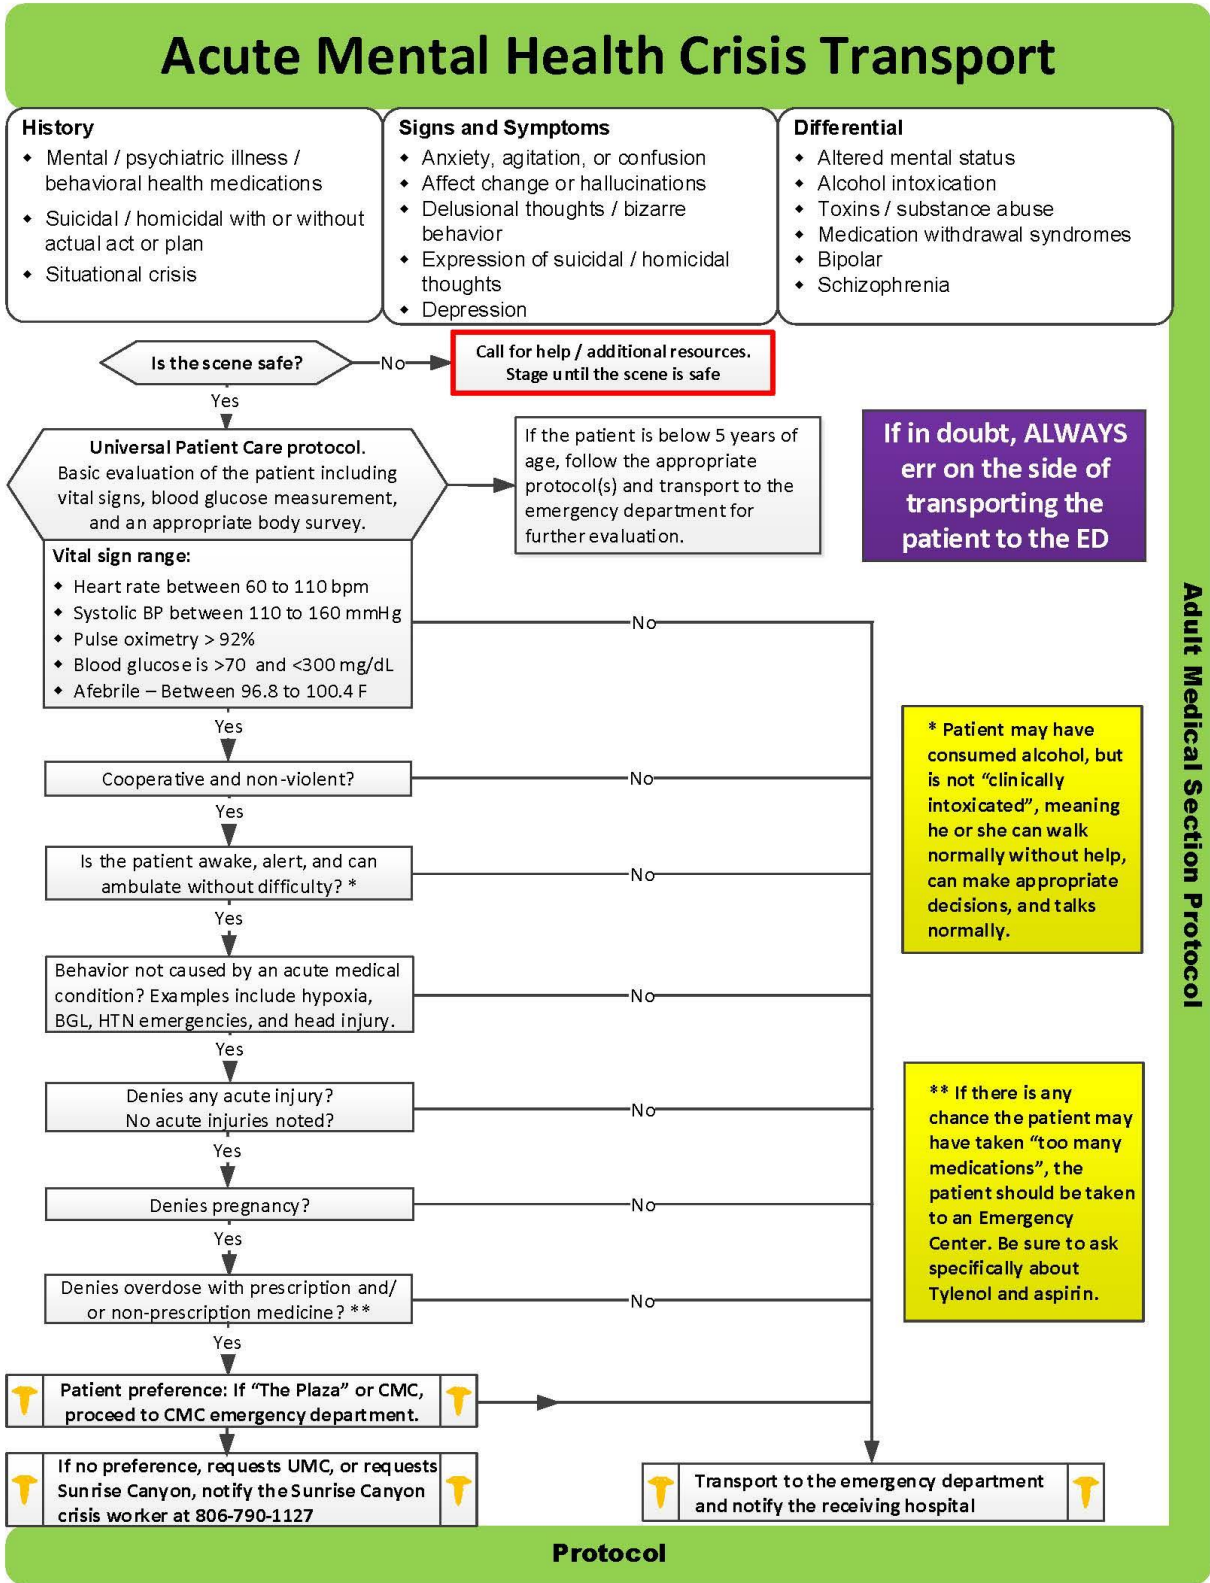 Acute Mental Health Crisis Transport
History
◆ Mental / psychiatric illness /
behavioral health medications
◆ Suicidal / homicidal with or without
actual act or plan
◆ Situational crisis
Signs and Symptoms
◆ Anxiety, agitation, or confusion
◆ Affect change or hallucinations
◆ Delusional thoughts / bizarre
behavior
◆ Expression of suicidal / homicidal
thoughts
◆ Depression
Differential
◆ Altered mental status
◆ Alcohol intoxication
◆ Toxins / substance abuse
◆ Medication withdrawal syndromes
◆ Bipolar
◆ Schizophrenia
Is the scene safe?
No
Call for help / additional resources.
Stage until the scene is safe
Yes
Universal Patient Care protocol.
Basic evaluation of the patient including
vital signs, blood glucose measurement,
and an appropriate body survey.
If the patient is below 5 years of
age, follow the appropriate
protocol(s) and transport to the
emergency department for
further evaluation.
If in doubt, ALWAYS
err on the side of
transporting the
patient to the ED
Vital sign range:
◆ Heart rate between 60 to 110 bpm
◆ Systolic BP between 110 to 160 mmHg
◆ Pulse oximetry > 92%
◆ Blood glucose is >70 and <300 mg/dL
◆ Afebrile – Between 96.8 to 100.4 F
No
Yes
Cooperative and non-violent?
No
Yes
Is the patient awake, alert, and can
ambulate without difficulty? *
No
Yes
* Patient may have
consumed alcohol, but
is not “clinically
intoxicated”, meaning
he or she can walk
normally without help,
can make appropriate
decisions, and talks
normally.
Behavior not caused by an acute medical
condition? Examples include hypoxia,
BGL, HTN emergencies, and head injury.
No
Yes
Denies any acute injury?
No acute injuries noted?
No
Yes
Denies pregnancy?
No
Yes
Denies overdose with prescription and/
or non-prescription medicine? **
No
Yes
** If there is any
chance the patient may
have taken “too many
medications”, the
patient should be taken
to an Emergency
Center. Be sure to ask
specifically about
Tylenol and aspirin.
Patient preference: If “The Plaza” or CMC,
proceed to CMC emergency department.
If no preference, requests UMC, or requests
Sunrise Canyon, notify the Sunrise Canyon
crisis worker at 806-790-1127
Transport to the emergency department
and notify the receiving hospital
Adult Medical Section Protocol
Protocol